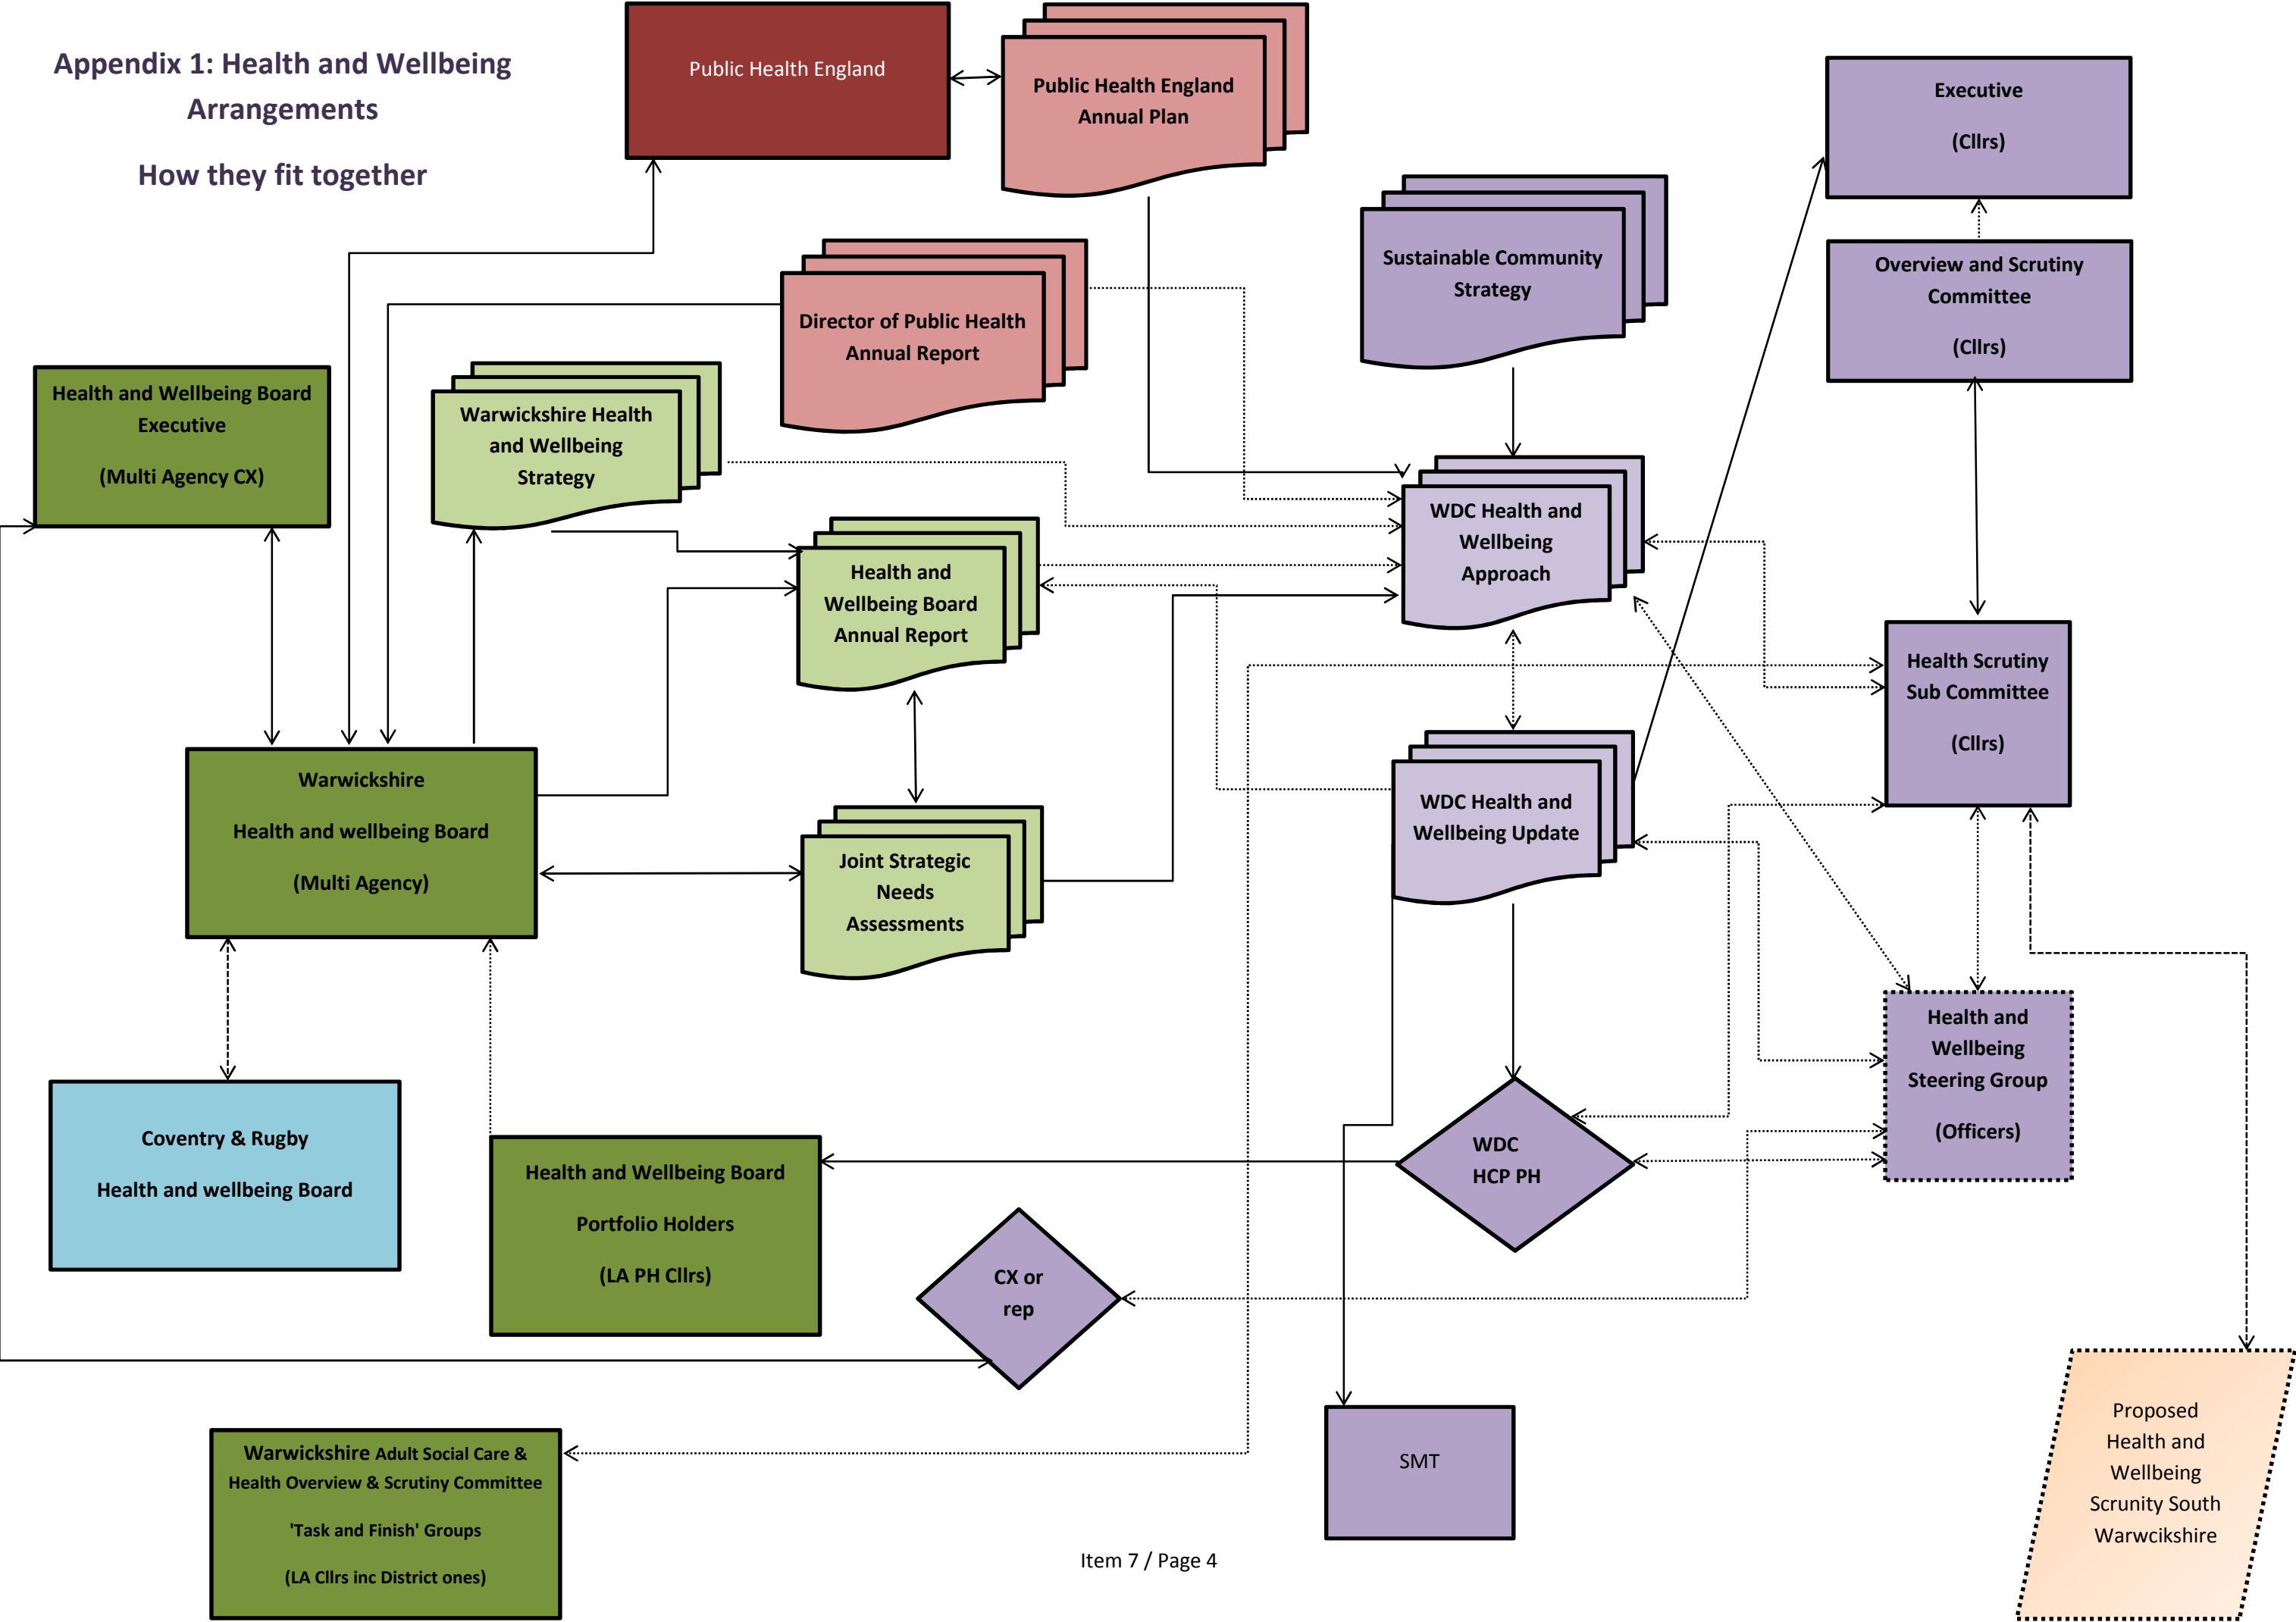 Appendix 1: Health and Wellbeing
Arrangements
How they fit together
Public Health England
Public Health England
Annual Plan
Executive
(Cllrs)
Sustainable Community
Strategy
Overview and Scrutiny
Committee
(Cllrs)
Director of Public Health
Annual Report
Health and Wellbeing Board
Executive
(Multi Agency CX)
Warwickshire Health
and Wellbeing
Strategy
WDC Health and
Wellbeing
Approach
Health and
Wellbeing Board
Annual Report
Health Scrutiny
Sub Committee
(Cllrs)
Warwickshire
Health and wellbeing Board
(Multi Agency)
WDC Health and
Wellbeing Update
Joint Strategic
Needs
Assessments
Health and
Wellbeing
Steering Group
(Officers)
Coventry & Rugby
Health and wellbeing Board
Health and Wellbeing Board
Portfolio Holders
(LA PH Cllrs)
WDC
HCP PH
CX or
rep
Warwickshire Adult Social Care &
Health Overview & Scrutiny Committee
'Task and Finish' Groups
(LA Cllrs inc District ones)
SMT
Proposed
Health and
Wellbeing
Scrunity South
Warwcikshire
Item 7 / Page 4